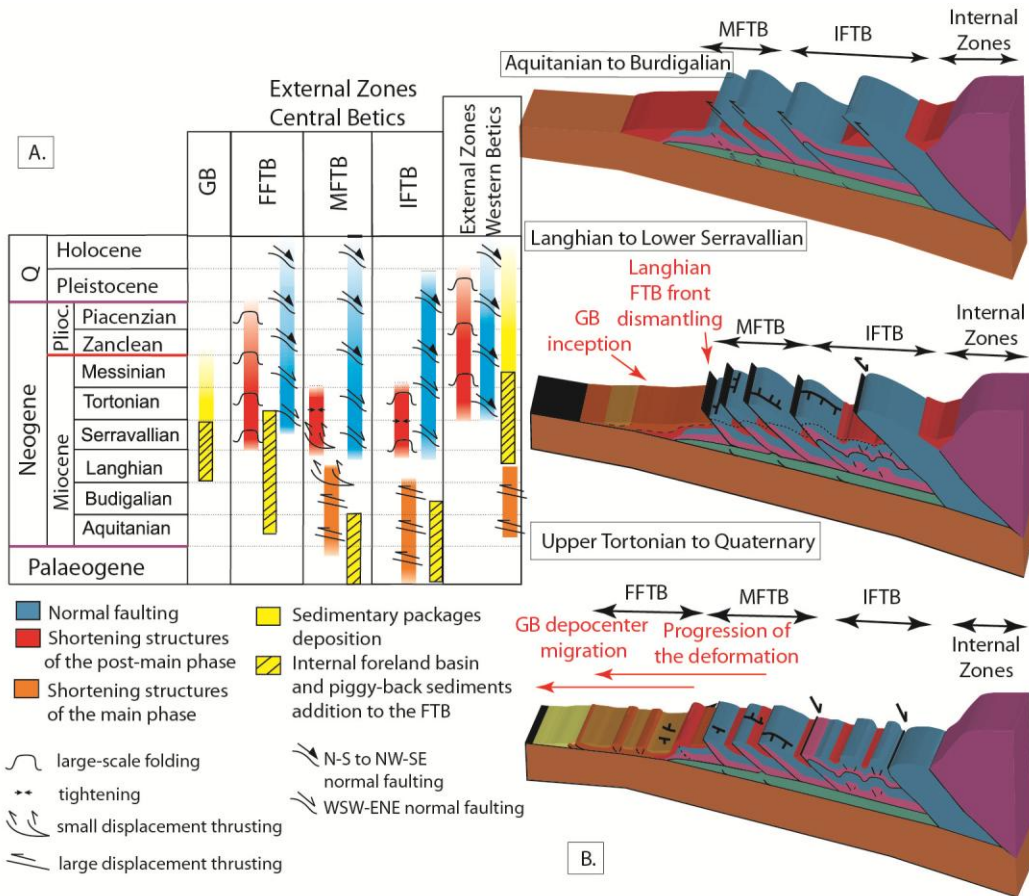 A.
External Zones
Central Betics
GB
FFTB
MFTB
IFTB
External Zones
Western Betics
Q
Holocene
Pleistocene
Neogene
Plioc.
Piacenzian
Zanclean
Miocene
Messinian
Tortonian
Serravallian
Langhian
Budigalian
Aquitanian
Palaeogene
Normal faulting
Shortening structures
of the post-main phase
Shortening structures
of the main phase
Sedimentary packages
deposition
Internal foreland basin
and piggy-back sediments
addition to the FTB
large-scale folding
tightening
small displacement thrusting
large displacement thrusting
N-S to NW-SE
normal faulting
WSW-ENE normal faulting
Aquitanian to Burdigalian
MFTB
IFTB
Internal
Zones
Langhian to Lower Serravallian
Langhian
FTB front
dismantling
GB
inception
MFTB
IFTB
Internal
Zones
Upper Tortonian to Quaternary
FFTB
MFTB
IFTB
GB depocenter
migration
Progression of
the deformation
Internal
Zones
B.